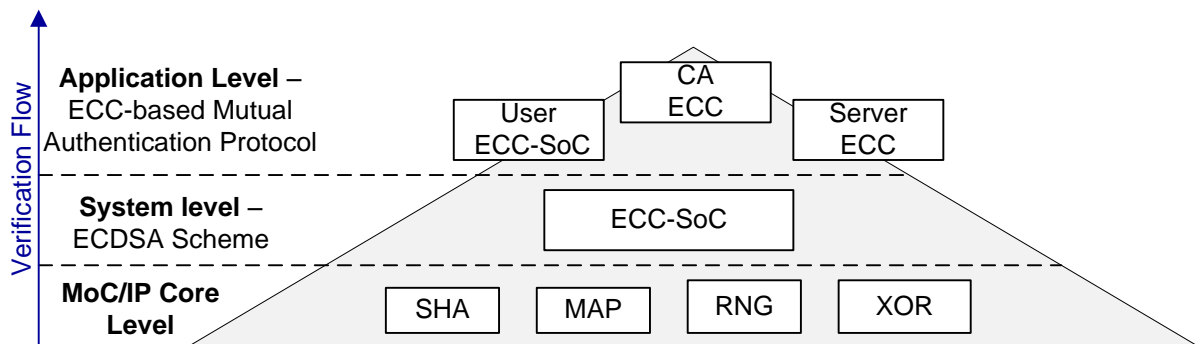 Verification Flow
Application Level –
ECC-based Mutual
Authentication Protocol
CA
ECC
User
ECC-SoC
Server
ECC
System level –
ECDSA Scheme
ECC-SoC
MoC/IP Core
Level
SHA
MAP
RNG
XOR